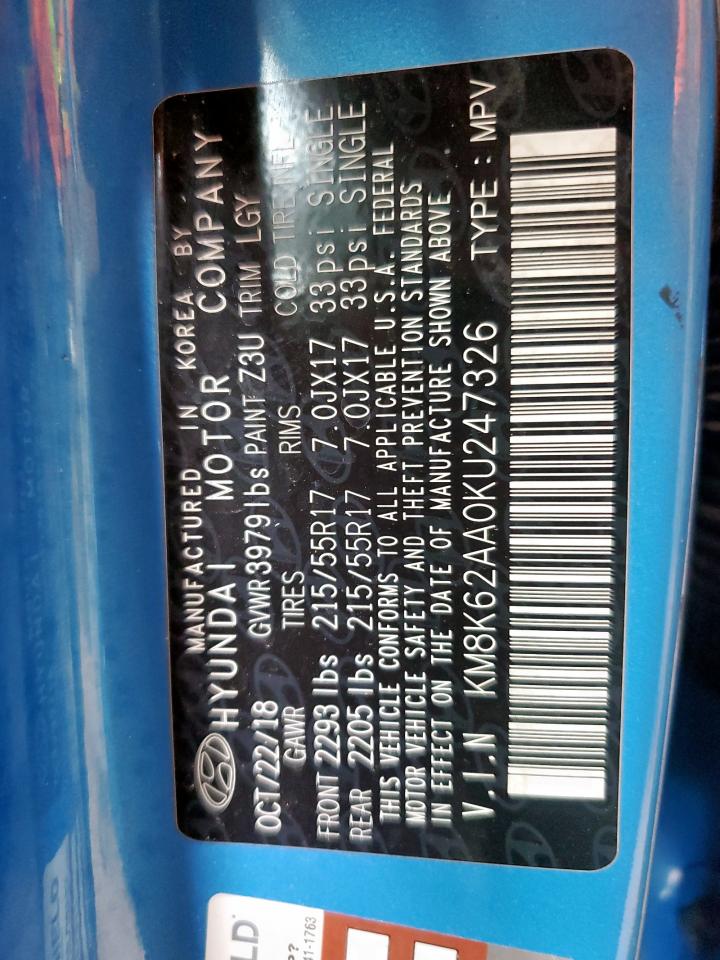 MANUFACTURED IN KOREA BY
HYUNDAI MOTOR COMPANY
OCT/22/18 GVWR 3979 lbs PAINT Z3U TRIM LGY
GAWR TIRES RIMS COLD TIRE INFL
FRONT 2293 lbs 215/55R17 7.0JX17 33psi SINGLE
REAR 2205 lbs 215/55R17 7.0JX17 33psi SINGLE
THIS VEHICLE CONFORMS TO ALL APPLICABLE U.S.A. FEDERAL
MOTOR VEHICLE SAFETY AND THEFT PREVENTION STANDARDS
IN EFFECT ON THE DATE OF MANUFACTURE SHOWN ABOVE
V.I.N KM8K62AA0KU247326 TYPE : MPV